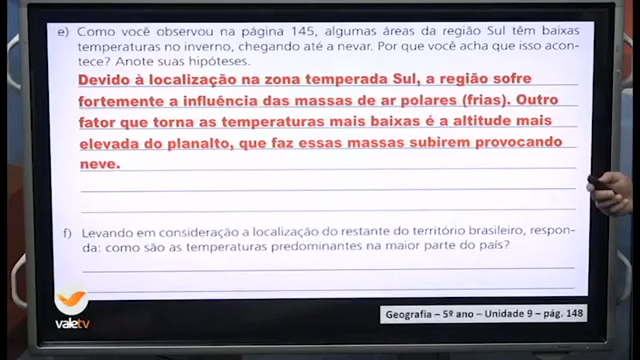 e) Como você observou na página 145, algumas áreas da região Sul têm baixas
temperaturas no inverno, chegando até a nevar. Por que você acha que isso acon-
tece? Anote suas hipóteses.
Devido à localização na zona temperada Sul, a região sofre
fortemente a influência das massas de ar polares (frias). Outro
fator que torna as temperaturas mais baixas é a altitude mais
elevada do planalto, que faz essas massas subirem provocando
neve.
f) Levando em consideração a localização do restante do território brasileiro, respon-
da: como são as temperaturas predominantes na maior parte do país?
valetv
Geografia – 5º ano – Unidade 9 – pág. 148